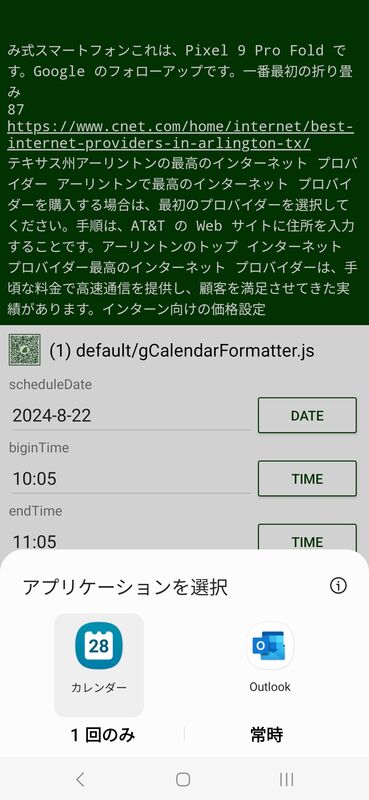 み式スマートフォンこれは、Pixel 9 Pro Fold で
す。Google のフォローアップです。一番最初の折り畳
み
87
https://www.cnet.com/home/internet/best-
internet-providers-in-arlington-tx/
テキサス州アーリントンの最高のインターネット プロバ
イダー アーリントンで最高のインターネット プロバイ
ダーを購入する場合は、最初のプロバイダーを選択して
ください。手順は、AT&T の Web サイトに住所を入力
することです。アーリントンのトップ インターネット
プロバイダー最高のインターネット プロバイダーは、手
頃な料金で高速通信を提供し、顧客を満足させてきた実
績があります。インターン向けの価格設定
(1) default/gCalendarFormatter.js
scheduleDate
2024-8-22
DATE
biginTime
10:05
TIME
endTime
11:05
TIME
アプリケーションを選択
28
カレンダー
Outlook
1 回のみ
常時